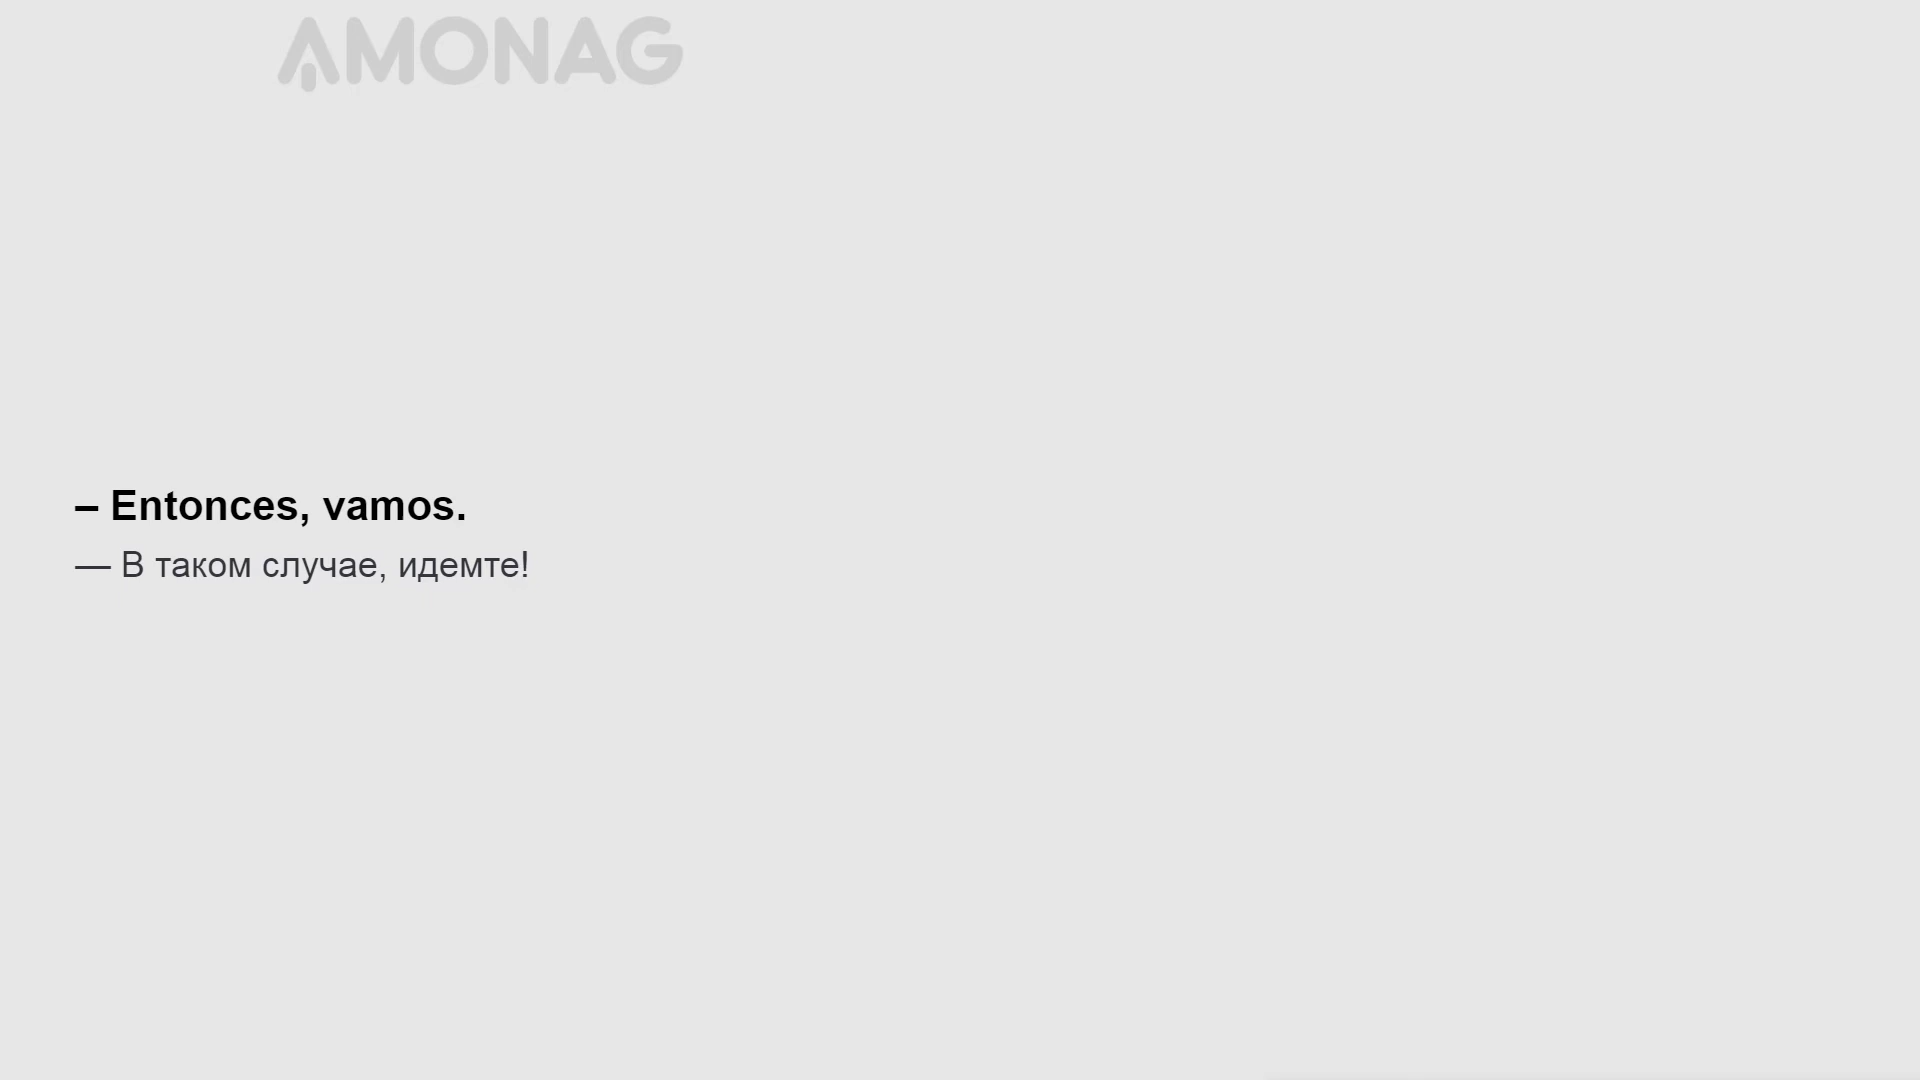 AMONAG
– Entonces, vamos.
— В таком случае, идемте!